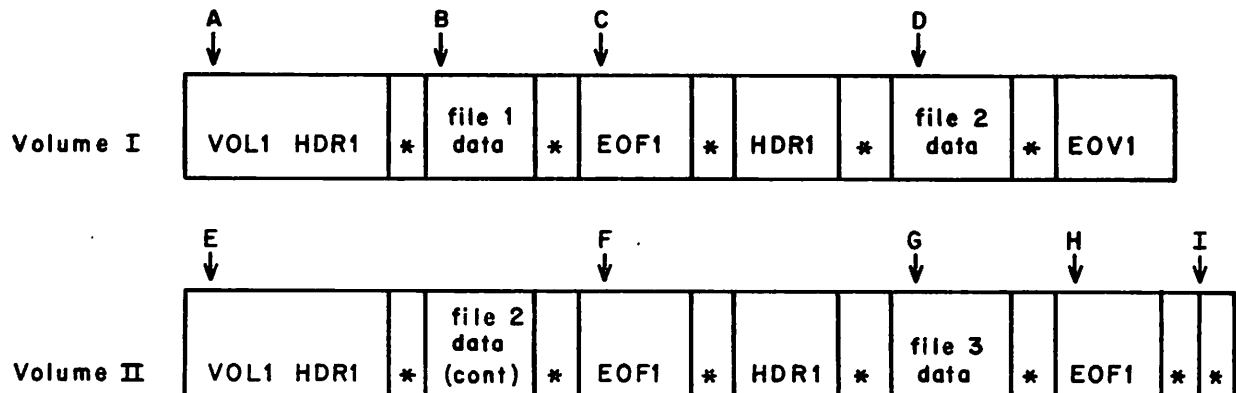 A B C D
file 1 file 2
Volume I VOL1 HDR1 * data * EOF1 * HDR1 * data * EOV1
E F G H I
file 2
data file 3
Volume II VOL1 HDR1 * (cont) * EOF1 * HDR1 * data * EOF1 * *